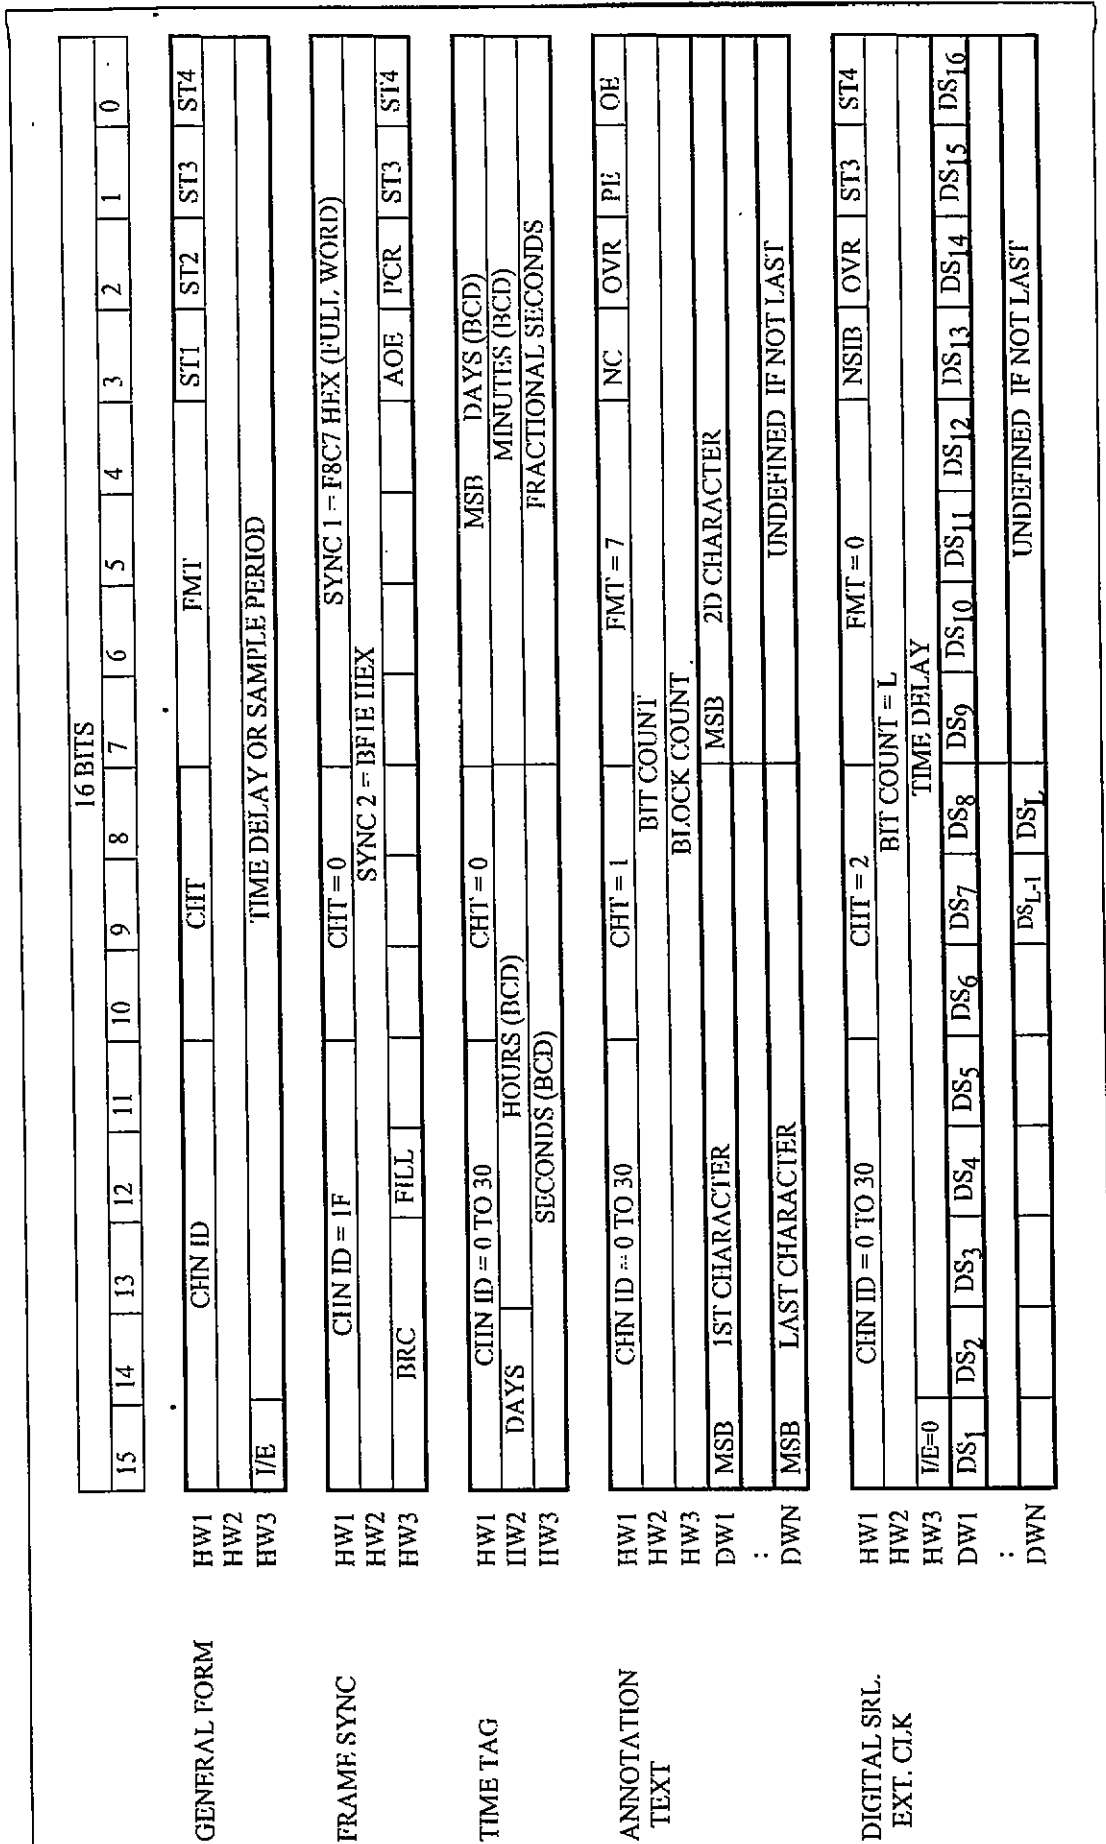 16 BITS
15 14 13 12 11 10 9 8 7 6 5 4 3 2 1 0
GENERAL FORM
HW1 CHN ID CHT FMT ST1 ST2 ST3 ST4
HW2
HW3 I/E TIME DELAY OR SAMPLE PERIOD
FRAME SYNC
HW1 CHN ID = 1F CHT = 0 SYNC 1 = F8C7 HEX (FULL WORD)
HW2 SYNC 2 = BF1E HEX
HW3 BRC FILL AOE PCR ST3 ST4
TIME TAG
HW1 CHN ID = 0 TO 30 CHT = 0 MSB DAYS (BCD)
HW2 DAYS HOURS (BCD) MINUTES (BCD)
HW3 SECONDS (BCD) FRACTIONAL SECONDS
ANNOTATION
TEXT
HW1 CHN ID = 0 TO 30 CHT = 1 FMT = 7 NC OVR PE OE
HW2 BIT COUNT
HW3 BLOCK COUNT
DW1 MSB 1ST CHARACTER MSB 2D CHARACTER
:
DWN MSB LAST CHARACTER UNDEFINED IF NOT LAST
DIGITAL SRL.
EXT. CLK
HW1 CHN ID = 0 TO 30 CHT = 2 FMT = 0 NSIB OVR ST3 ST4
HW2 BIT COUNT = L
HW3 I/E=0 TIME DELAY
DW1 DS1 DS2 DS3 DS4 DS5 DS6 DS7 DS8 DS9 DS10 DS11 DS12 DS13 DS14 DS15 DS16
:
DWN DSL-1 DSL UNDEFINED IF NOT LAST